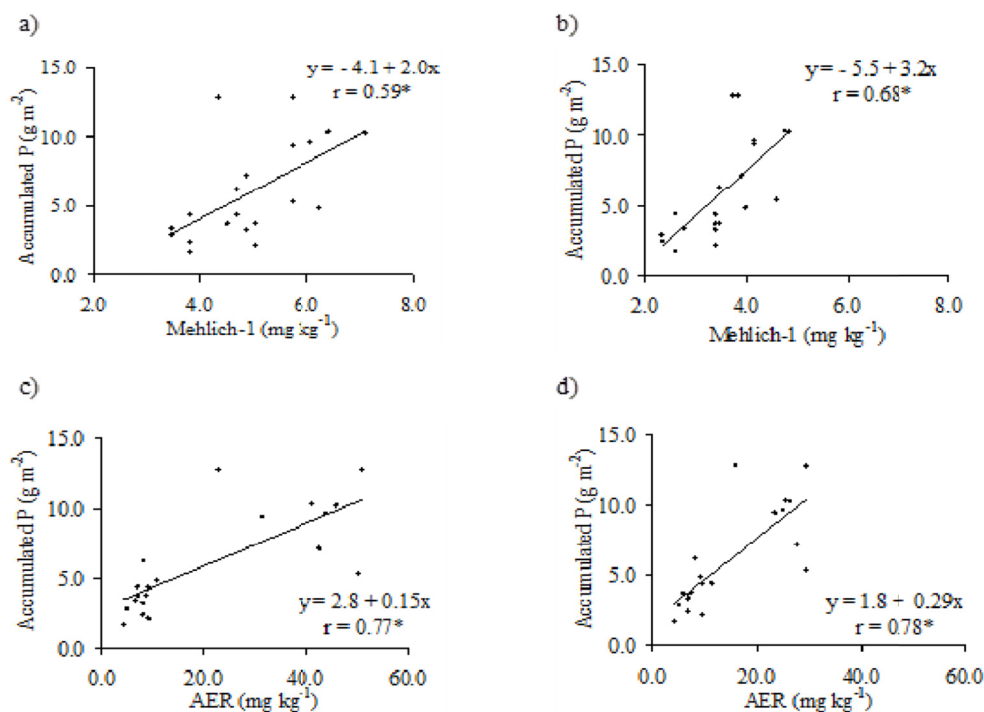 a)
Accumulated P (g m⁻²)
15.0
10.0
5.0
0.0
y = - 4.1 + 2.0x
r = 0.59*
2.0 4.0 6.0 8.0
Mehlich-1 (mg kg⁻¹)
b)
Accumulated P (g m⁻²)
15.0
10.0
5.0
0.0
y = - 5.5 + 3.2x
r = 0.68*
2.0 4.0 6.0 8.0
Mehlich-1 (mg kg⁻¹)
c)
Accumulated P (g m⁻²)
15.0
10.0
5.0
0.0
y = 2.8 + 0.15x
r = 0.77*
0.0 20.0 40.0 60.0
AER (mg kg⁻¹)
d)
Accumulated P (g m⁻²)
15.0
10.0
5.0
0.0
y = 1.8 + 0.29x
r = 0.78*
0.0 20.0 40.0 60.0
AER (mg kg⁻¹)